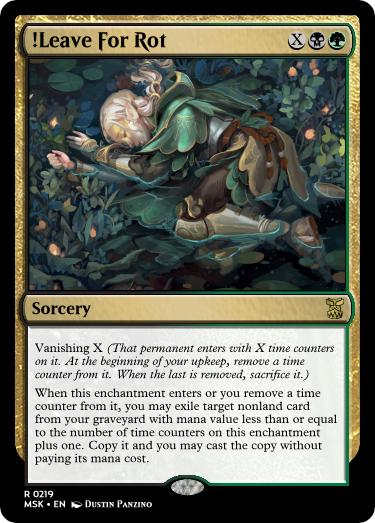 !Leave For Rot
X
Sorcery
Vanishing X (That permanent enters with X time counters
on it. At the beginning of your upkeep, remove a time
counter from it. When the last is removed, sacrifice it.)
When this enchantment enters or you remove a time
counter from it, you may exile target nonland card
from your graveyard with mana value less than or equal
to the number of time counters on this enchantment
plus one. Copy it and you may cast the copy without
paying its mana cost.
R 0219
MSK • EN Dustin Panzino